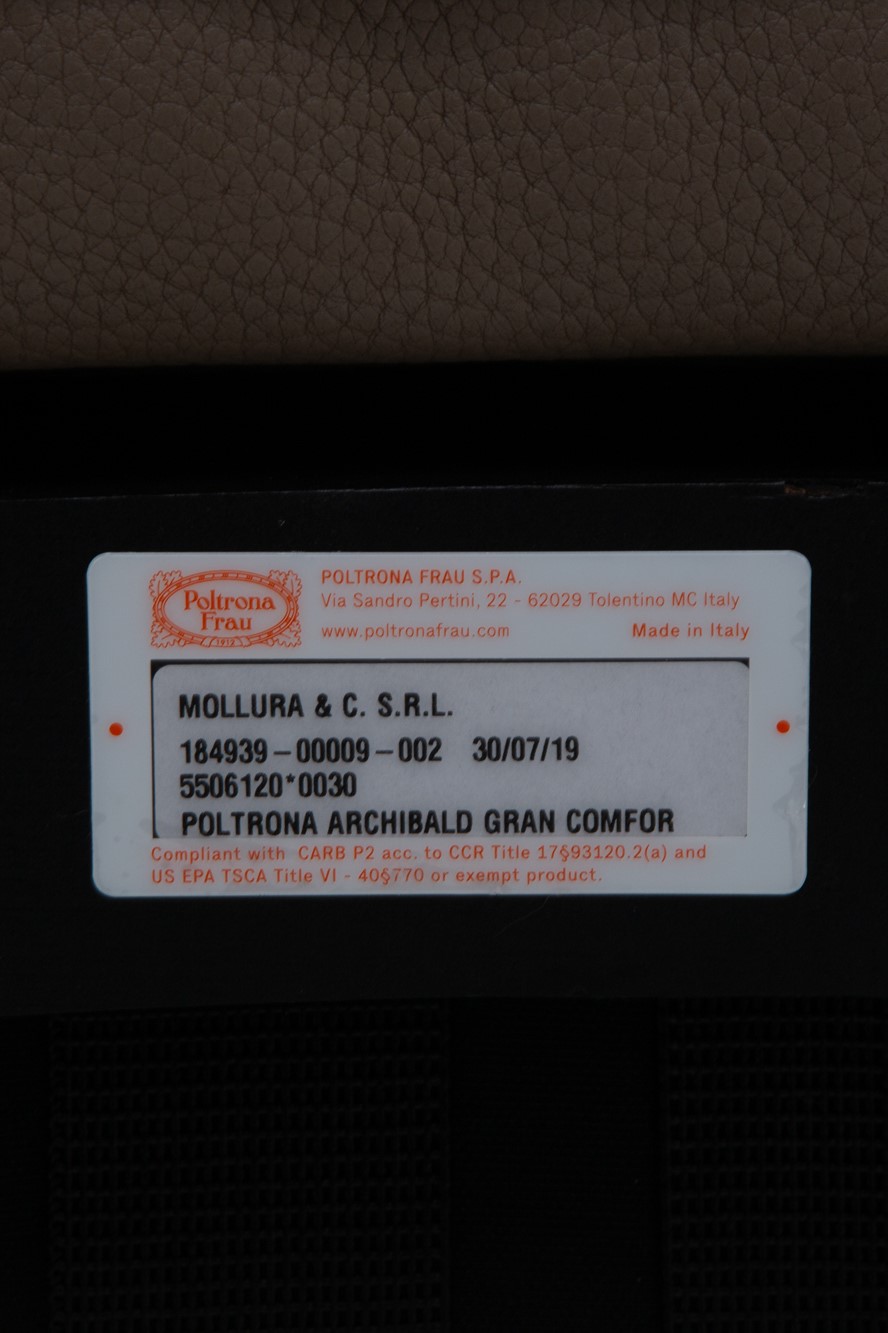 Poltrona
Frau
1912
POLTRONA FRAU S.P.A.
Via Sandro Pertini, 22 - 62029 Tolentino MC Italy
www.poltronafrau.com Made in Italy
MOLLURA & C. S.R.L.
184939-00009-002 30/07/19
5506120*0030
POLTRONA ARCHIBALD GRAN COMFOR
Compliant with CARB P2 acc. to CCR Title 17§93120.2(a) and
US EPA TSCA Title VI - 40§770 or exempt product.